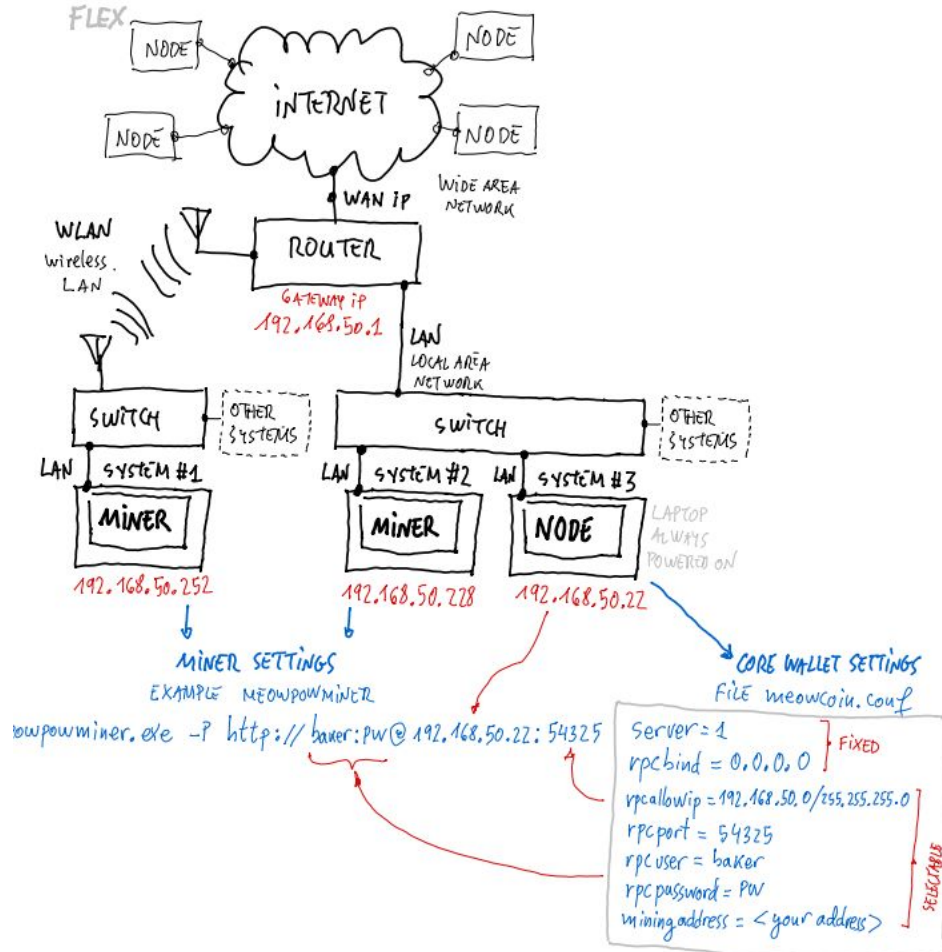 FLEX
NODE
NODE
INTERNET
NODE
NODE
WAN IP
WIDE AREA
NETWORK
WLAN
wireless.
LAN
ROUTER
GATEWAY IP
192.168.50.1
LAN
LOCAL AREA
NETWORK
SWITCH
OTHER
SYSTEMS
SWITCH
OTHER
SYSTEMS
LAN
SYSTEM #1
LAN
SYSTEM #2
LAN
SYSTEM #3
MINER
MINER
NODE
LAPTOP
ALWAYS
POWERED ON
192.168.50.252
192.168.50.228
192.168.50.22
MINER SETTINGS
EXAMPLE MEOWPOWMINER
owpowminer.exe -P http://baker:pw@192.168.50.22:54325
CORE WALLET SETTINGS
FILE meowcoin.conf
server=1
rpcbind = 0.0.0.0
FIXED
rpcallowip=192.168.50.0/255.255.255.0
rpcport = 54325
rpcuser = baker
rpcpassword = PW
miningaddress = <your address>
SELECTABLE